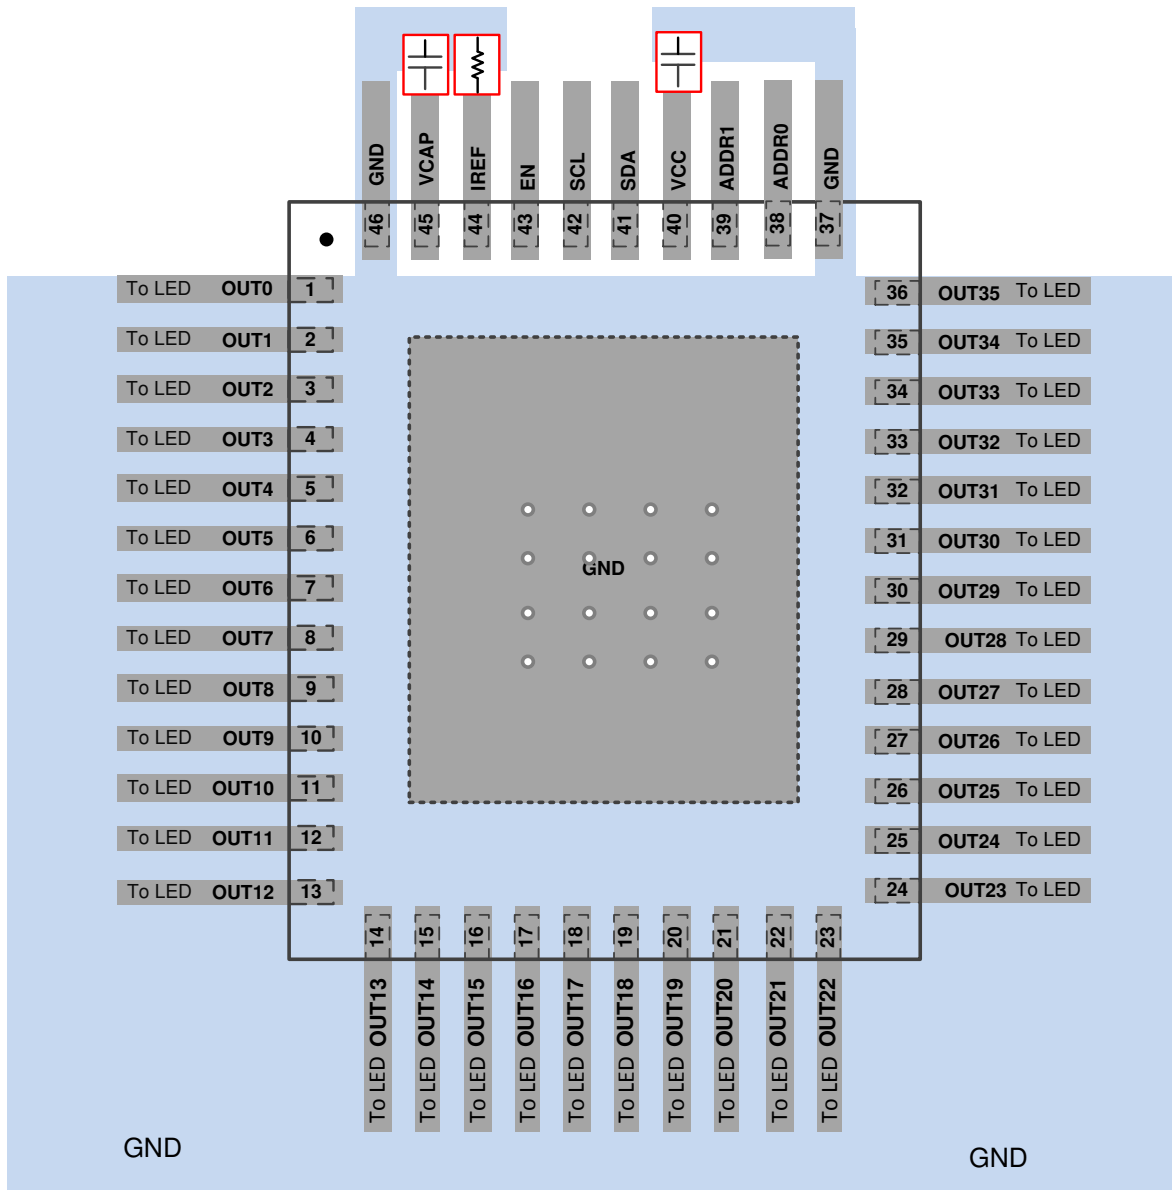 GND VCAP IREF EN SCL SDA VCC ADDR1 ADDR0 GND
46 45 44 43 42 41 40 39 38 37
To LED OUT0 1
To LED OUT1 2
To LED OUT2 3
To LED OUT3 4
To LED OUT4 5
To LED OUT5 6
To LED OUT6 7
To LED OUT7 8
To LED OUT8 9
To LED OUT9 10
To LED OUT10 11
To LED OUT11 12
To LED OUT12 13
GND
36 OUT35 To LED
35 OUT34 To LED
34 OUT33 To LED
33 OUT32 To LED
32 OUT31 To LED
31 OUT30 To LED
30 OUT29 To LED
29 OUT28 To LED
28 OUT27 To LED
27 OUT26 To LED
26 OUT25 To LED
25 OUT24 To LED
24 OUT23 To LED
To LED OUT13 14
To LED OUT14 15
To LED OUT15 16
To LED OUT16 17
To LED OUT17 18
To LED OUT18 19
To LED OUT19 20
To LED OUT20 21
To LED OUT21 22
To LED OUT22 23
GND
GND